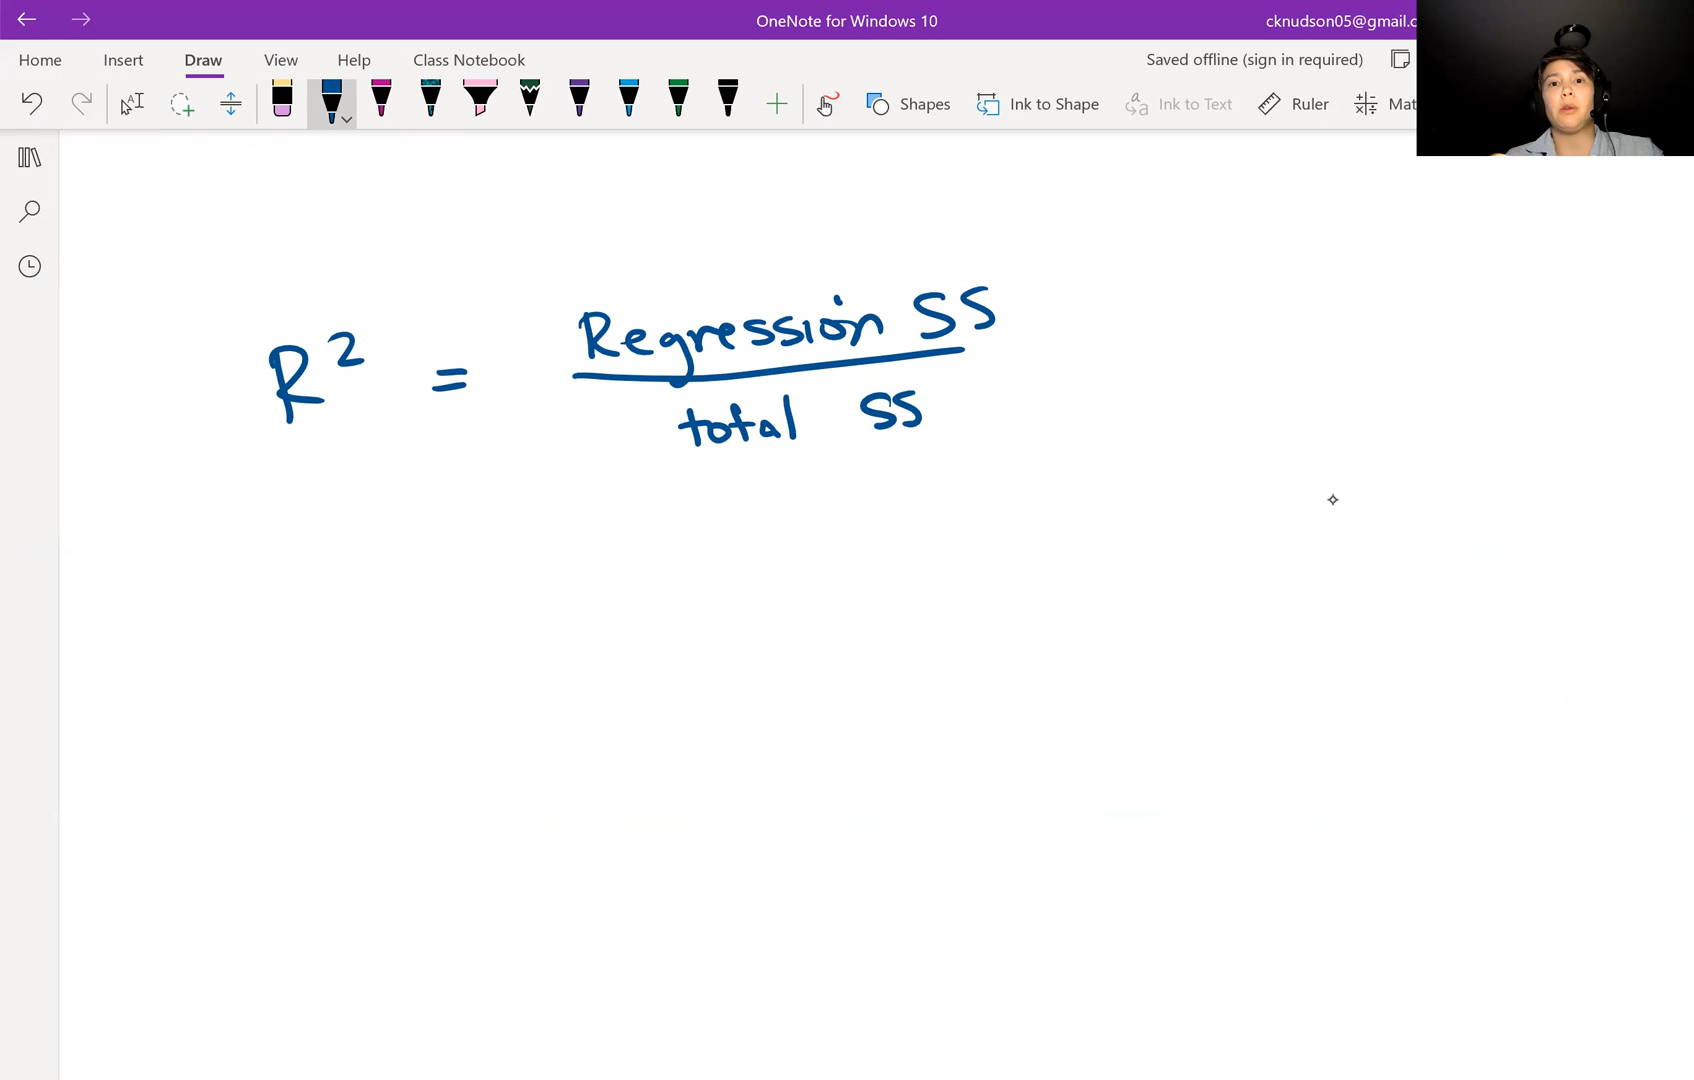 OneNote for Windows 10
cknudson05@gmail.c
Home Insert Draw View Help Class Notebook
Saved offline (sign in required)
Shapes Ink to Shape Ink to Text Ruler Mat
R² = Regression SS
total SS